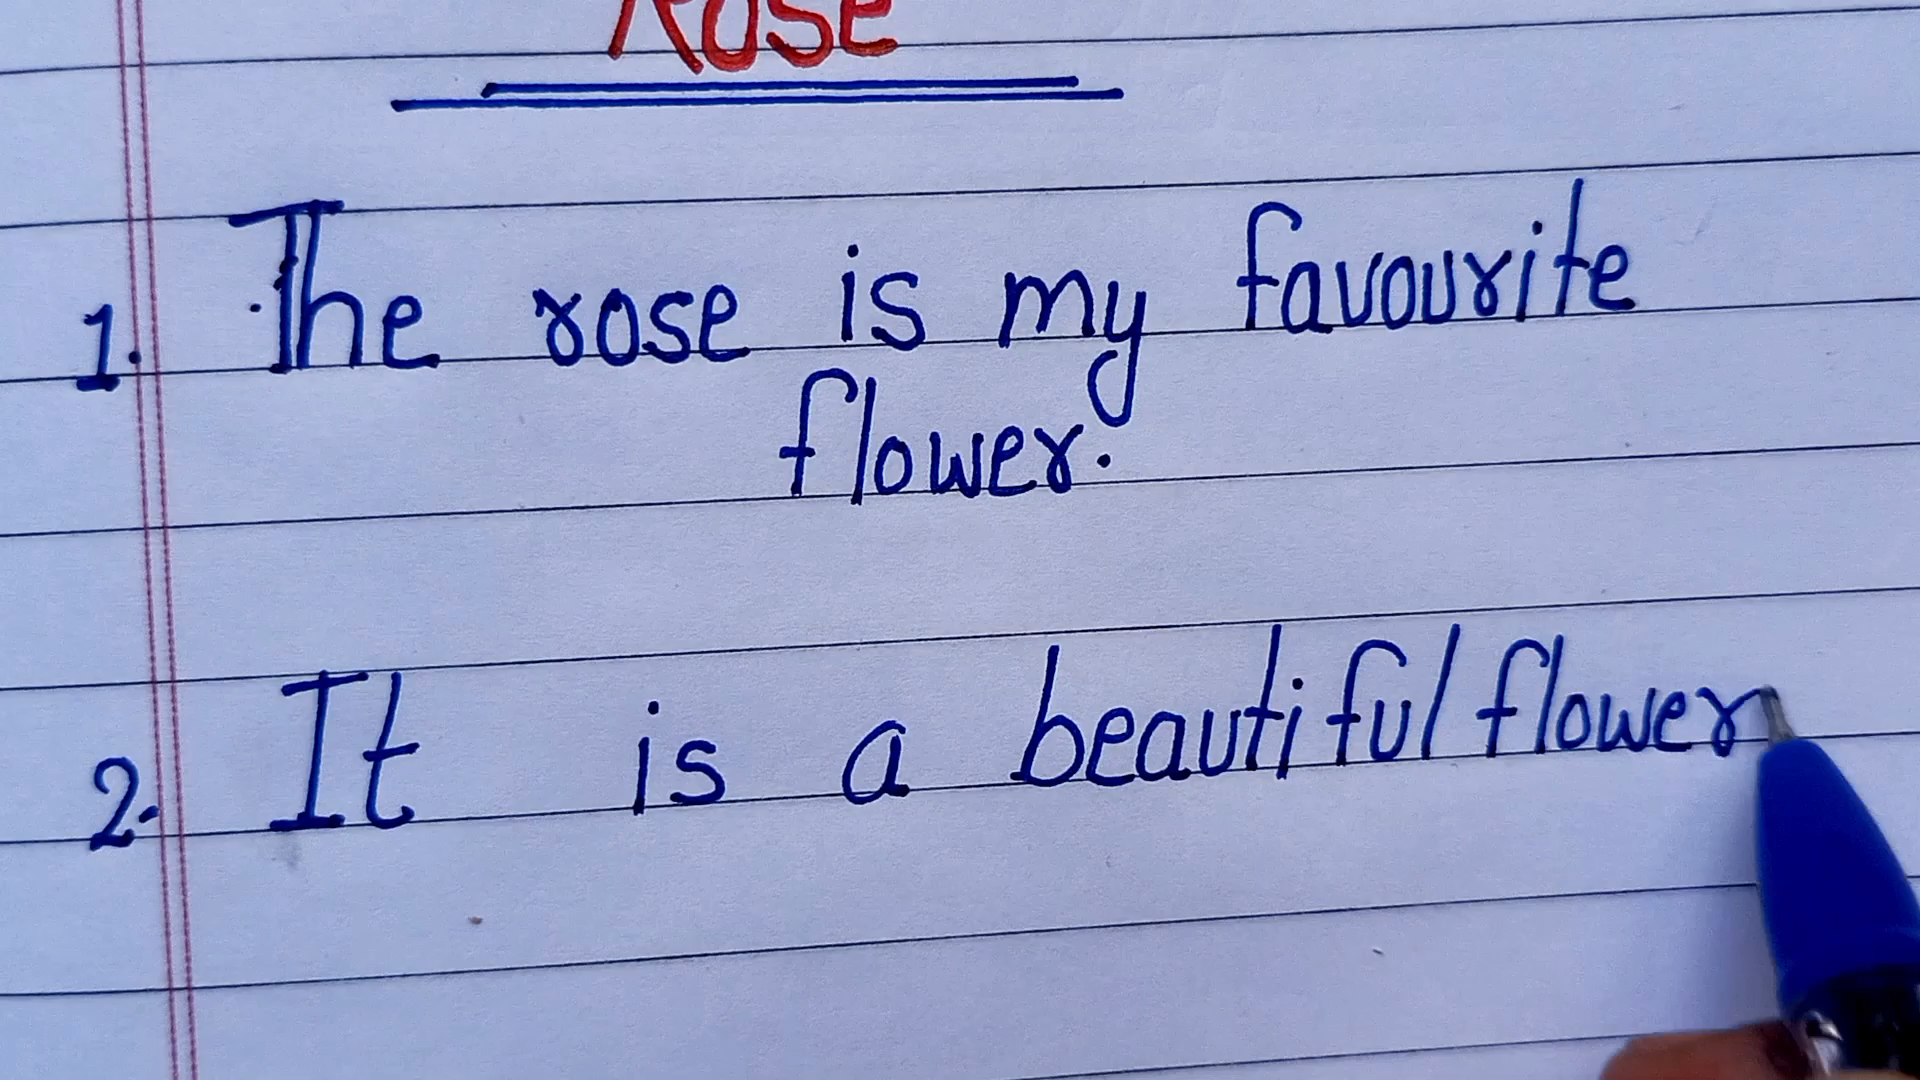 Rose
1. The rose is my favourite
flower.
2. It is a beautiful flower